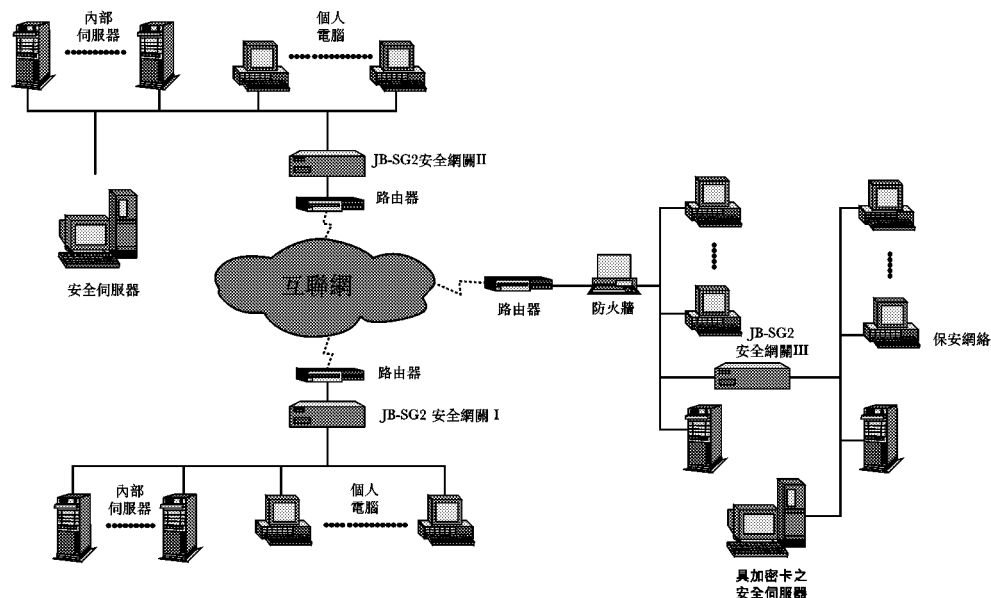 內部
伺服器
個人
電腦
JB-SG2安全網關II
路由器
安全伺服器
互聯網
路由器
防火牆
JB-SG2
安全網關III
保安網絡
路由器
JB-SG2 安全網關 I
內部
伺服器
個人
電腦
具加密卡之
安全伺服器